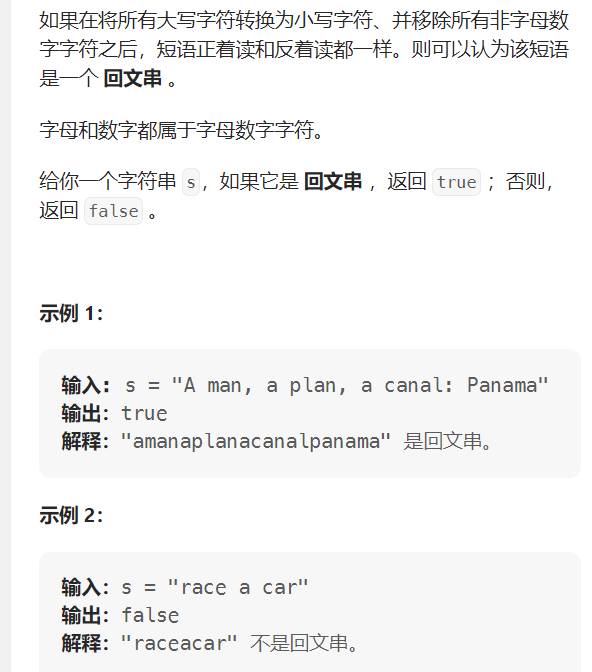 如果在将所有大写字符转换为小写字符、并移除所有非字母数
字字符之后，短语正着读和反着读都一样。则可以认为该短语
是一个 回文串 。
字母和数字都属于字母数字字符。
给你一个字符串 s，如果它是 回文串 ，返回 true ；否则，
返回 false 。
示例 1：
输入：s = "A man, a plan, a canal: Panama"
输出：true
解释："amanaplanacanalpanama" 是回文串。
示例 2：
输入：s = "race a car"
输出：false
解释："raceacar" 不是回文串。